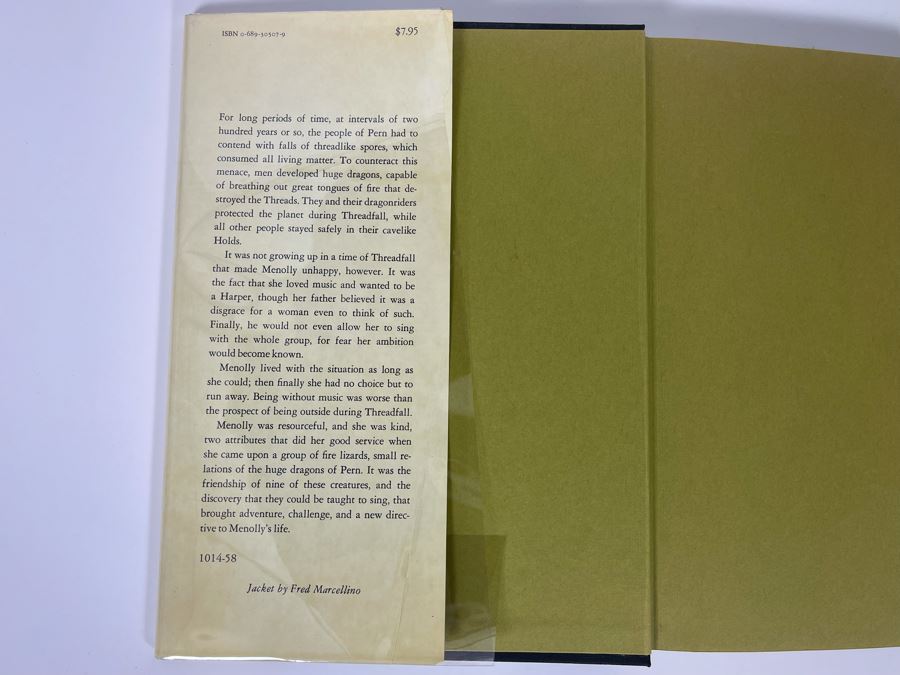 ISBN 0-689-30507-9
$7.95
For long periods of time, at intervals of two
hundred years or so, the people of Pern had to
contend with falls of threadlike spores, which
consumed all living matter. To counteract this
menace, men developed huge dragons, capable
of breathing out great tongues of fire that de-
stroyed the Threads. They and their dragonriders
protected the planet during Threadfall, while
all other people stayed safely in their cavelike
Holds.
It was not growing up in a time of Threadfall
that made Menolly unhappy, however. It was
the fact that she loved music and wanted to be
a Harper, though her father believed it was a
disgrace for a woman even to think of such.
Finally, he would not even allow her to sing
with the whole group, for fear her ambition
would become known.
Menolly lived with the situation as long as
she could; then finally she had no choice but to
run away. Being without music was worse than
the prospect of being outside during Threadfall.
Menolly was resourceful, and she was kind,
two attributes that did her good service when
she came upon a group of fire lizards, small re-
lations of the huge dragons of Pern. It was the
friendship of nine of these creatures, and the
discovery that they could be taught to sing, that
brought adventure, challenge, and a new direc-
tive to Menolly's life.
1014-58
Jacket by Fred Marcellino